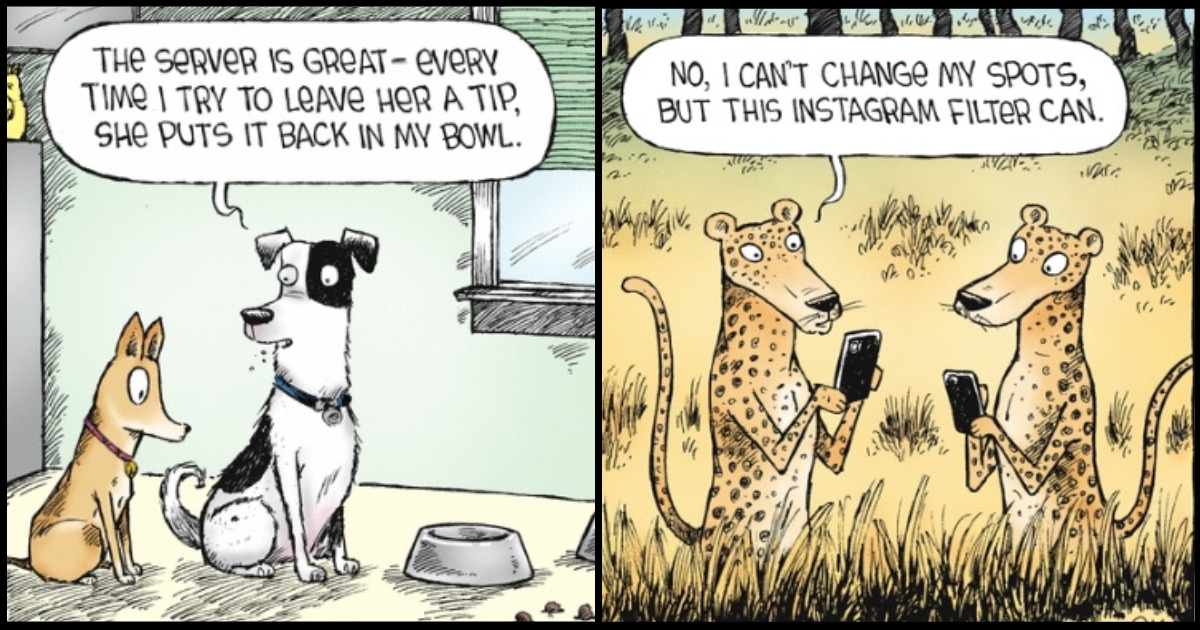 THE SERVER IS GREAT - EVERY
TIME I TRY TO LEAVE HER A TIP,
SHE PUTS IT BACK IN MY BOWL.
NO, I CAN'T CHANGE MY SPOTS,
BUT THIS INSTAGRAM FILTER CAN.